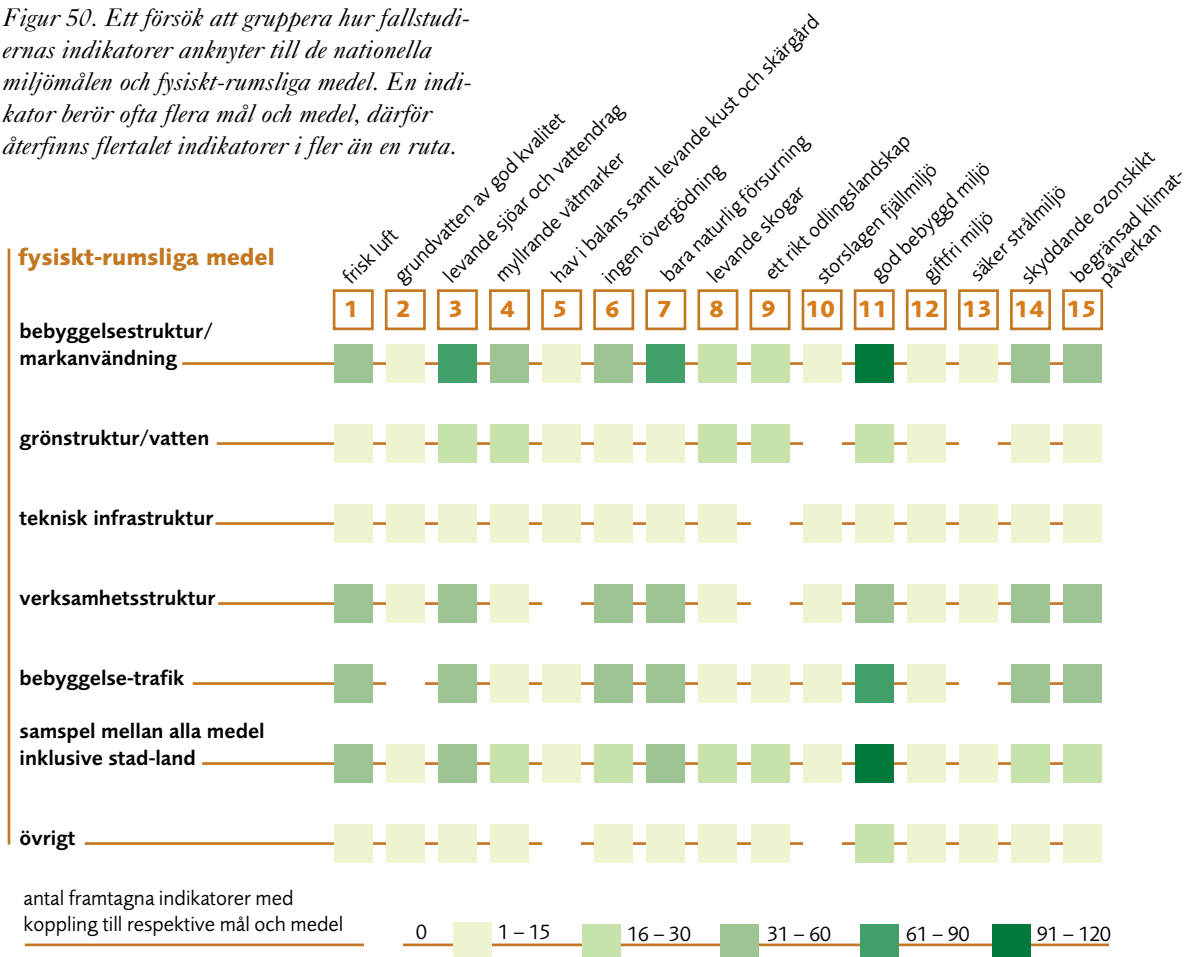 Figur 50. Ett försök att gruppera hur fallstudi-
ernas indikatorer anknyter till de nationella
miljömålen och fysiskt-rumsliga medel. En indi-
kator berör ofta flera mål och medel, därför
återfinns flertalet indikatorer i fler än en ruta.
fysiskt-rumsliga medel
frisk luft
grundvatten av god kvalitet
levande sjöar och vattendrag
myllrande våtmarker
hav i balans samt levande kust och skärgård
ingen övergödning
bara naturlig försurning
levande skogar
ett rikt odlingslandskap
storslagen fjällmiljö
god bebyggd miljö
giftfri miljö
säker strålmiljö
skyddande ozonskikt
begränsad klimat-
påverkan
1 2 3 4 5 6 7 8 9 10 11 12 13 14 15
bebyggelsestruktur/
markanvändning
grönstruktur/vatten
teknisk infrastruktur
verksamhetsstruktur
bebyggelse-trafik
samspel mellan alla medel
inklusive stad-land
övrigt
antal framtagna indikatorer med
koppling till respektive mål och medel
0 1 – 15 16 – 30 31 – 60 61 – 90 91 – 120